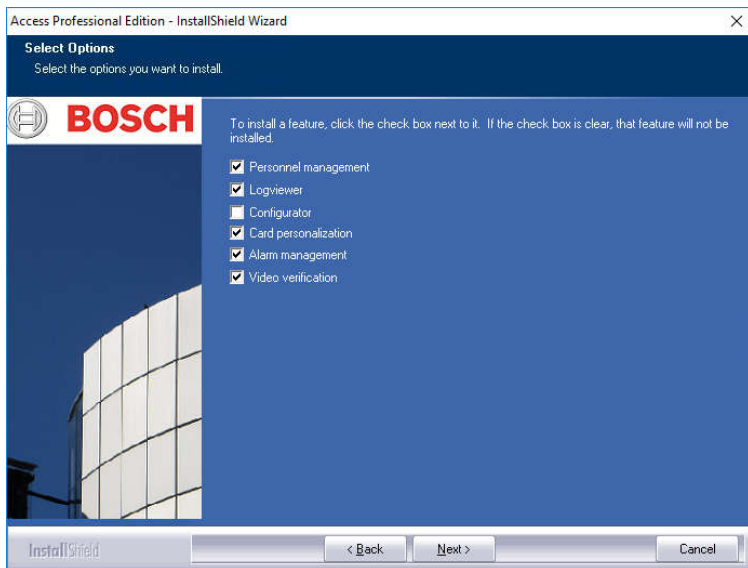 Access Professional Edition - InstallShield Wizard
Select Options
Select the options you want to install.
BOSCH
To install a feature, click the check box next to it. If the check box is clear, that feature will not be
installed.
Personnel management
Logviewer
Configurator
Card personalization
Alarm management
Video verification
InstallShield
< Back
Next >
Cancel